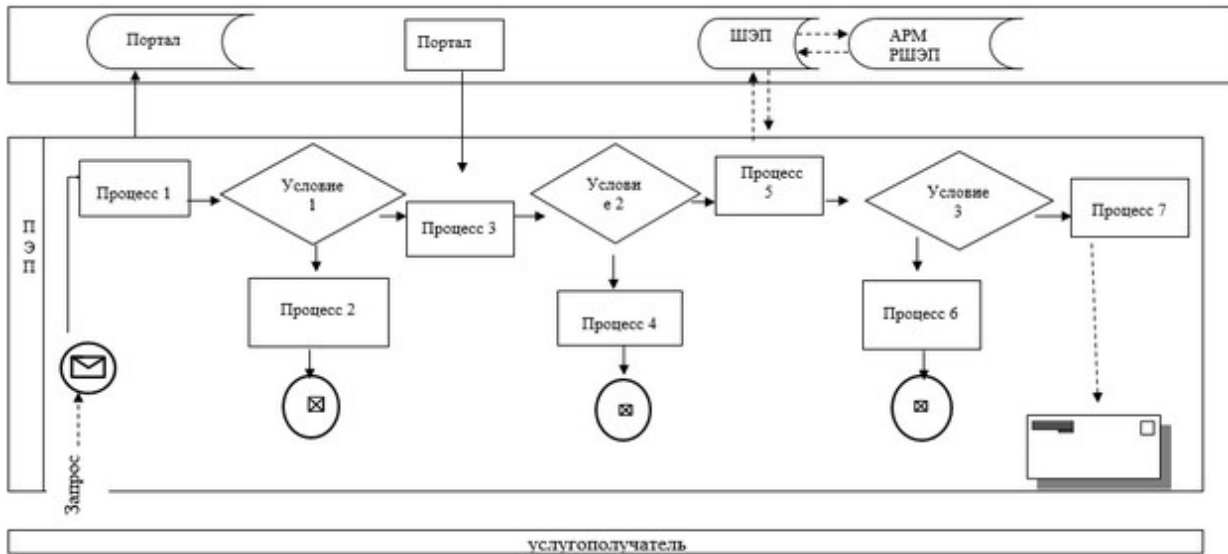 Портал
Портал
ШЭП
АРМ
РШЭП
Процесс 1
Условие
1
Процесс 3
Услови
е 2
Процесс
5
Условие
3
Процесс 7
П
Э
П
Процесс 2
Процесс 4
Процесс 6
Запрос
услугополучатель